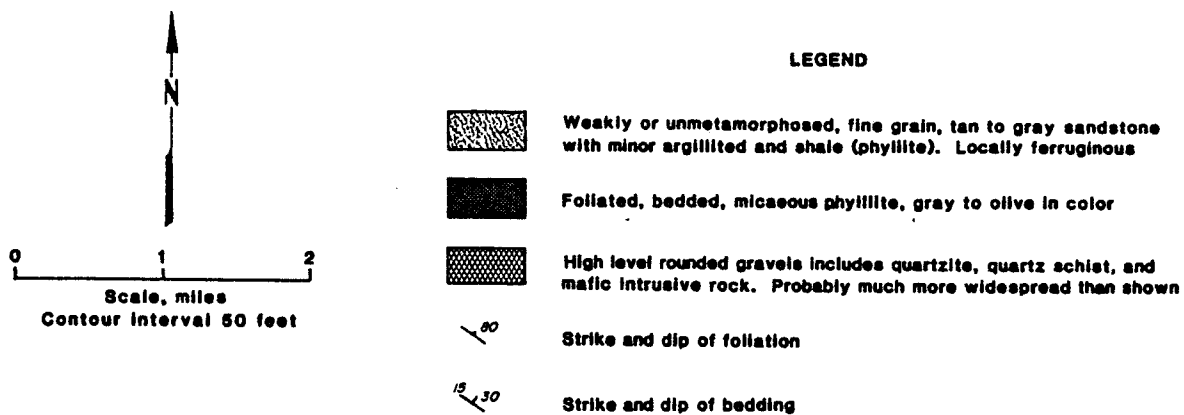 N
0 1 2
Scale, miles
Contour interval 50 feet
LEGEND
Weakly or unmetamorphosed, fine grain, tan to gray sandstone
with minor argillited and shale (phyllite). Locally ferruginous
Foliated, bedded, micaeous phylllite, gray to olive in color
High level rounded gravels includes quartzite, quartz schist, and
mafic intrusive rock. Probably much more widespread than shown
80
Strike and dip of foliation
15 30
Strike and dip of bedding